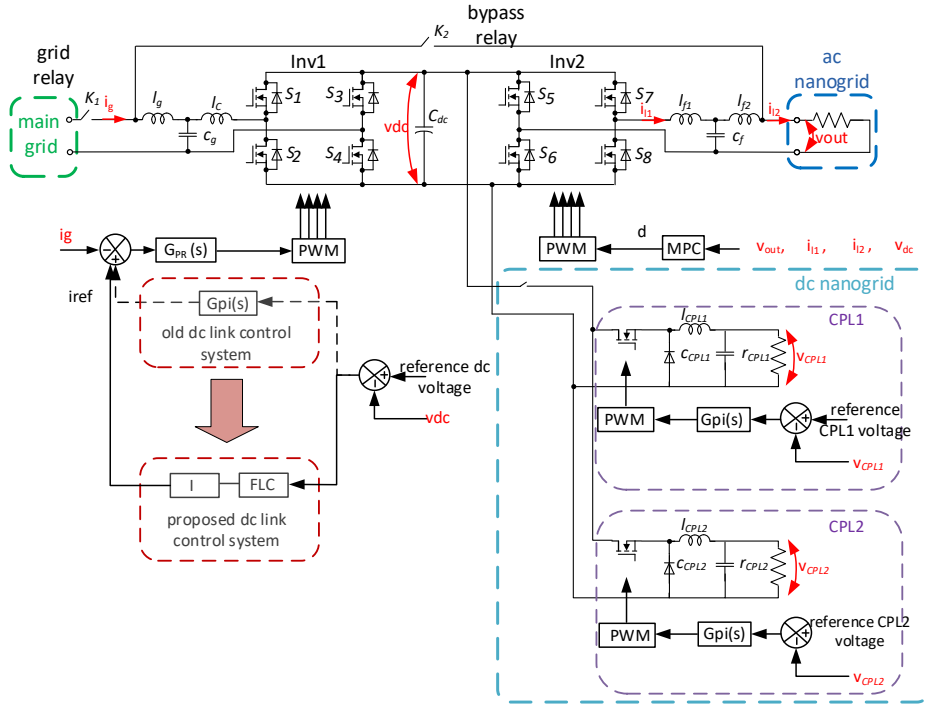 bypass
relay
K2
grid
relay
K1
ig
lg
lC
cg
main
grid
Inv1
S1
S3
S2
S4
vdc
Cdc
Inv2
S5
S7
S6
S8
il1
lf1
lf2
il2
cf
ac
nanogrid
vout
ig
- +
GPR (s)
PWM
iref
PWM
d
MPC
vout, il1 , il2 , vdc
Gpi(s)
old dc link control
system
reference dc
voltage
+
-
vdc
I
FLC
proposed dc link
control system
dc nanogrid
CPL1
lCPL1
cCPL1
rCPL1
vCPL1
PWM
Gpi(s)
+
-
reference
CPL1 voltage
vCPL1
CPL2
lCPL2
cCPL2
rCPL2
vCPL2
PWM
Gpi(s)
+
-
reference CPL2
voltage
vCPL2